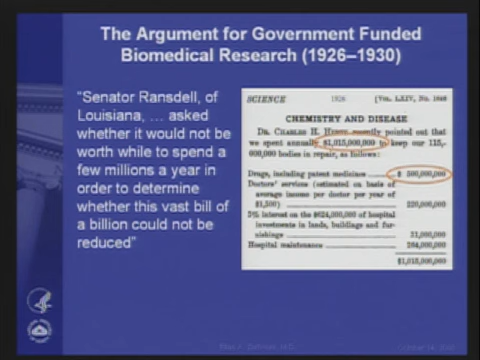 The Argument for Government Funded
Biomedical Research (1926–1930)
"Senator Ransdell, of
Louisiana, … asked
whether it would not be
worth while to spend a
few millions a year in
order to determine
whether this vast bill of
a billion could not be
reduced"
SCIENCE 1926 [VOL. LXIV, No.
CHEMISTRY AND DISEASE
DR. CHARLES H. recently pointed out that
we spent annually $1,015,000,000 to keep our 115,-
000,000 bodies in repair, as follows:
Drugs, including patent medicines $ 500,000,000
Doctors' services (estimated on basis of
average income per doctor per year of
$1,500) 220,000,000
5% interest on the $624,000,000 of hospital
investments in lands, buildings and fur-
nishings 31,000,000
Hospital maintenance 264,000,000
$1,015,000,000